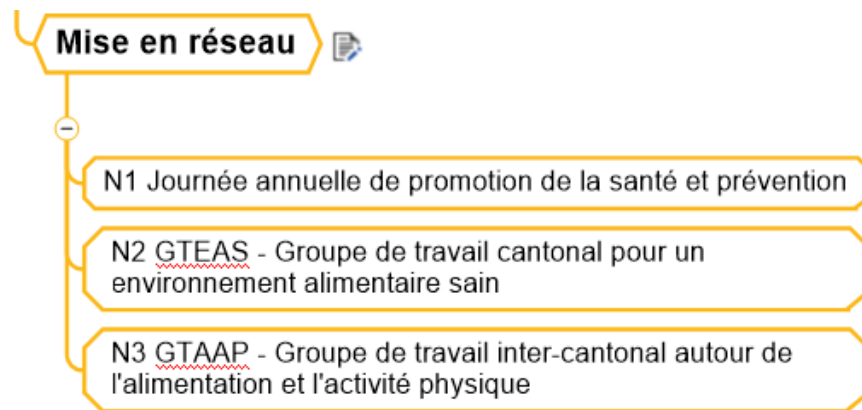 Mise en réseau
N1 Journée annuelle de promotion de la santé et prévention
N2 GTEAS - Groupe de travail cantonal pour un
environnement alimentaire sain
N3 GTAAP - Groupe de travail inter-cantonal autour de
l'alimentation et l'activité physique